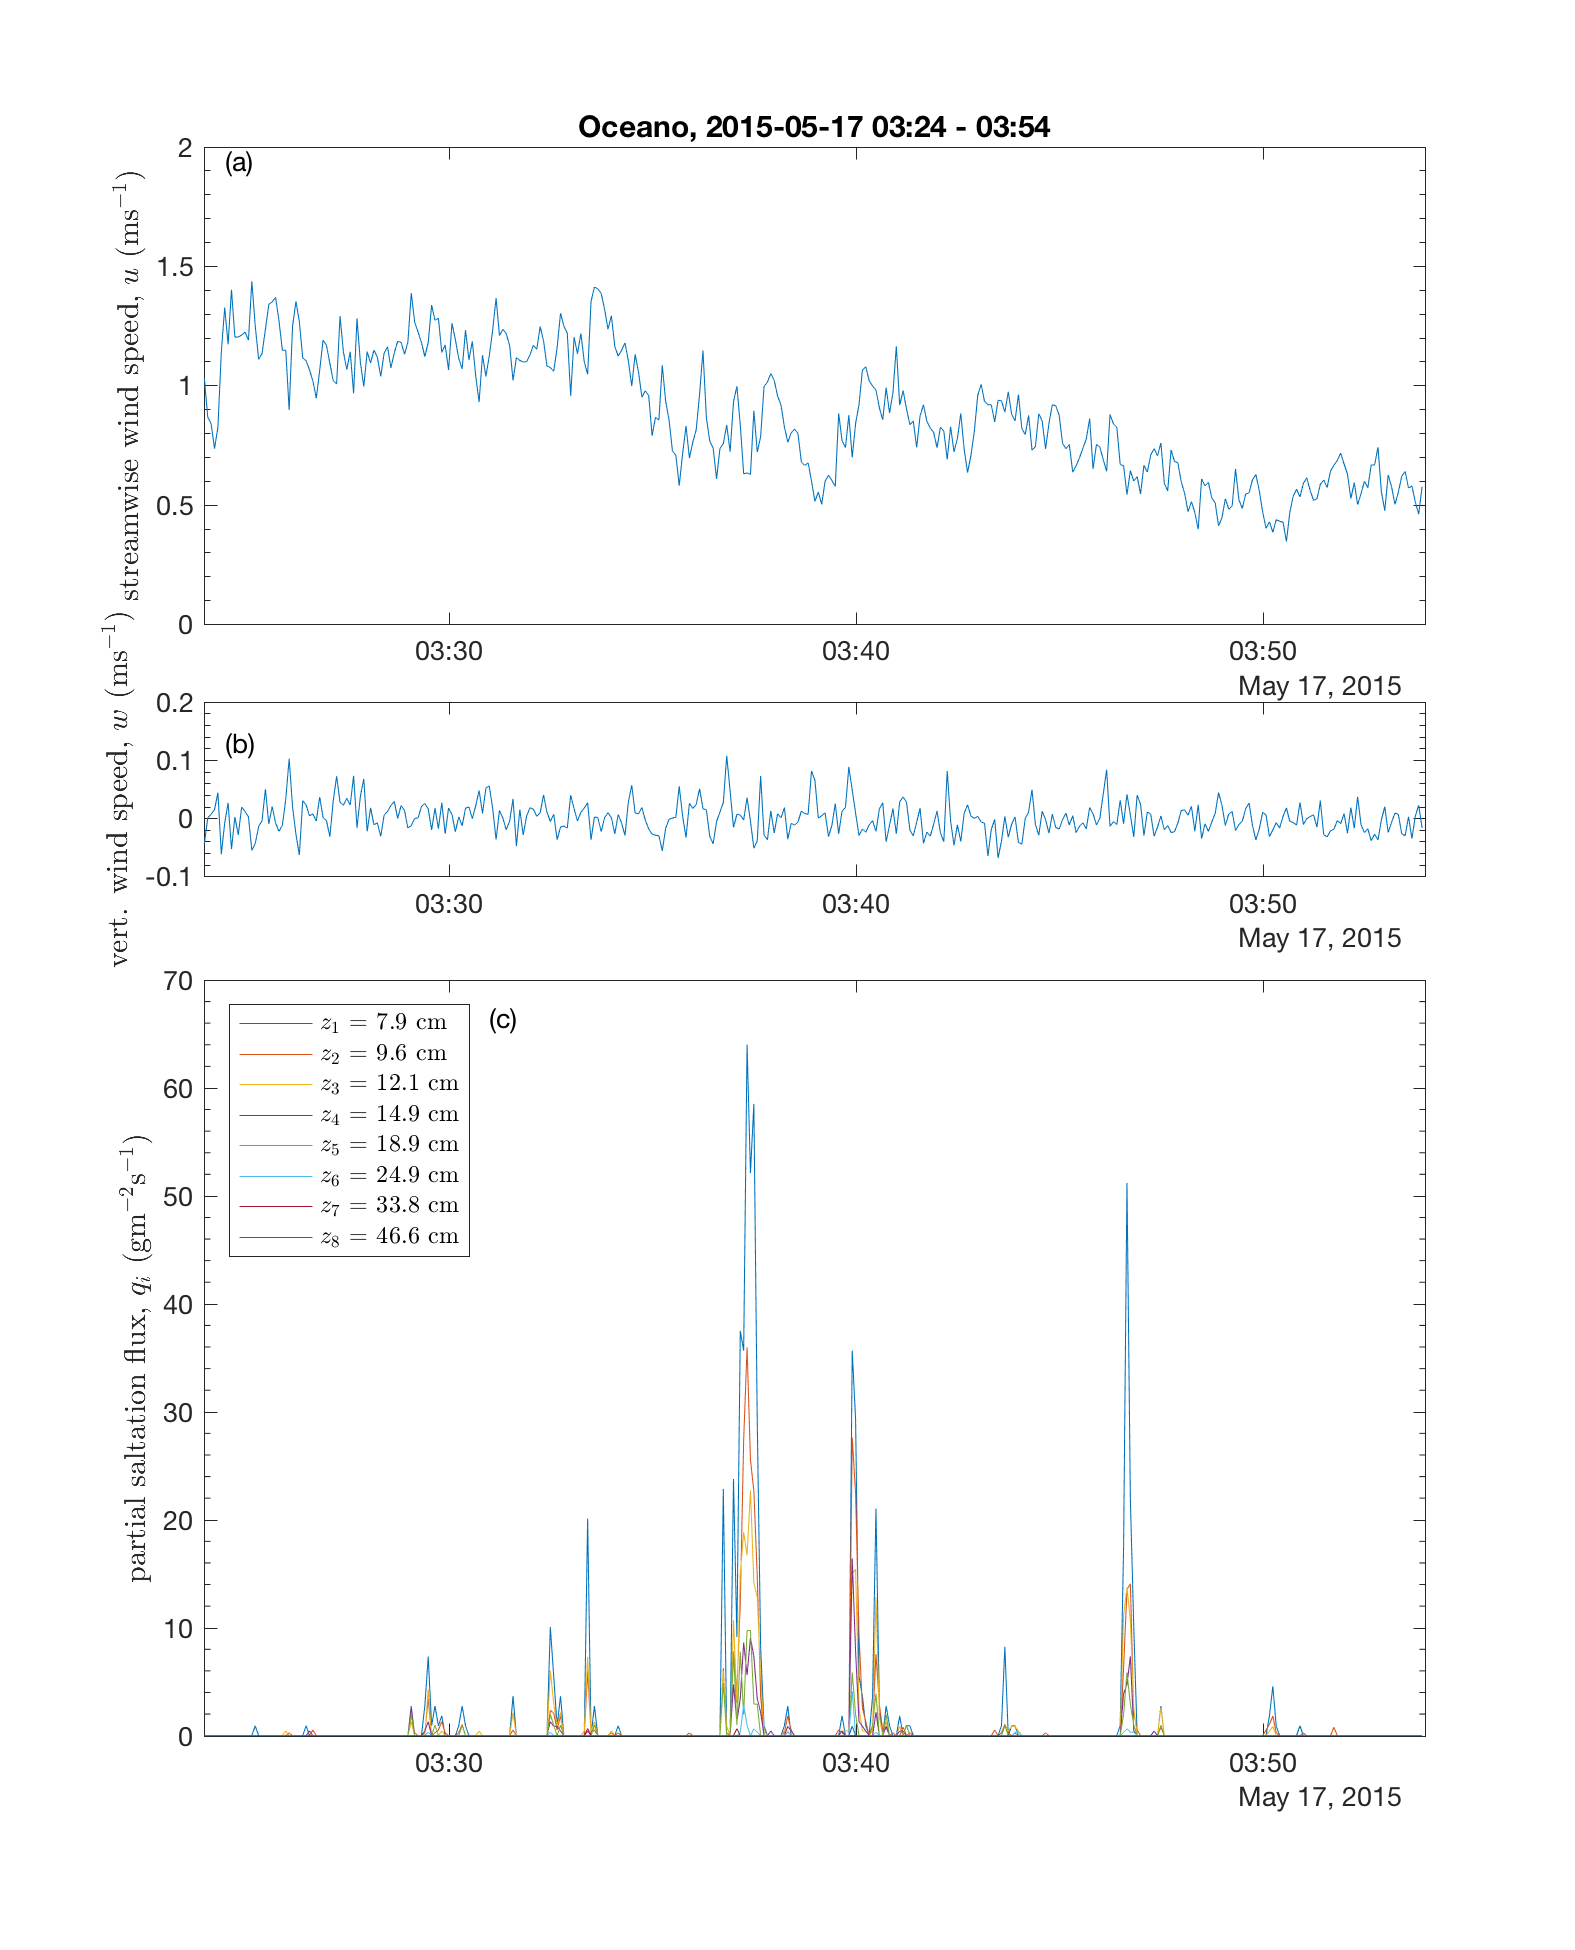 Oceano, 2015-05-17 03:24 - 03:54
(a)
streamwise wind speed, u (ms⁻¹)
2
1.5
1
0.5
0
03:30 03:40 03:50
May 17, 2015
(b)
vert. wind speed, w (ms⁻¹)
0.2
0.1
0
-0.1
03:30 03:40 03:50
May 17, 2015
(c)
partial saltation flux, qᵢ (gm⁻²s⁻¹)
70
60
50
40
30
20
10
0
z₁ = 7.9 cm
z₂ = 9.6 cm
z₃ = 12.1 cm
z₄ = 14.9 cm
z₅ = 18.9 cm
z₆ = 24.9 cm
z₇ = 33.8 cm
z₈ = 46.6 cm
03:30 03:40 03:50
May 17, 2015